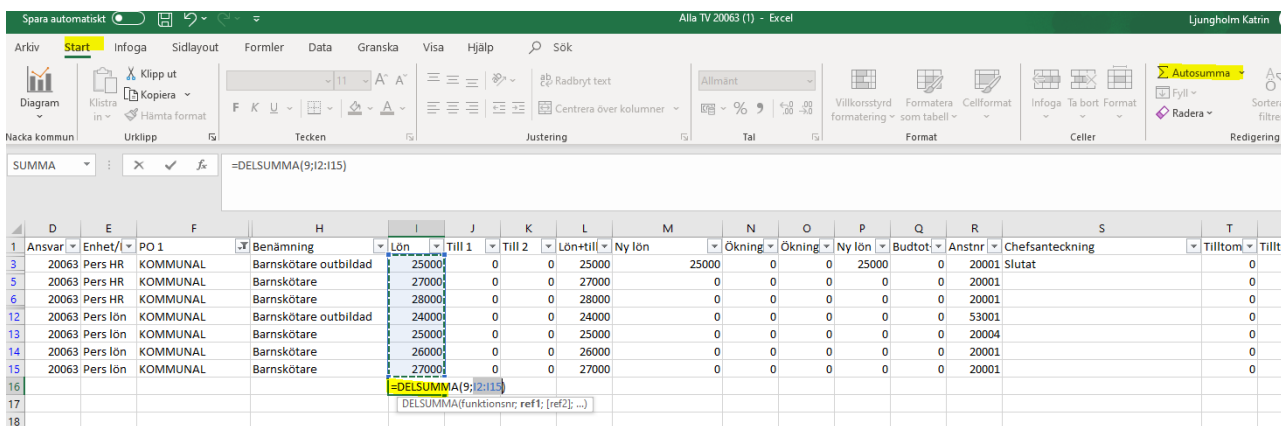 Spara automatiskt Alla TV 20063 (1) - Excel Ljungholm Katrin
Arkiv Start Infoga Sidlayout Formler Data Granska Visa Hjälp Sök
Klipp ut 11 Radbryt text Allmänt Autosumma
Kopiera Fyll
Diagram Klistra in Hämta format F K U A Centrera över kolumner % Villkorsstyrd formatering Formatera som tabell Cellformat Infoga Ta bort Format Radera
Nacka kommun Urklipp Tecken Justering Tal Format Celler Redigering
SUMMA fx =DELSUMMA(9;I2:I15)
D E F H I J K L M N O P Q R S T
1 Ansvar Enhet/ PO 1 Benämning Lön Till 1 Till 2 Lön+till Ny lön Ökning Ökning Ny lön Budtot Anstnr Chefsanteckning Tilltom Tillt
3 20063 Pers HR KOMMUNAL Barnskötare outbildad 25000 0 0 25000 25000 0 0 25000 0 20001 Slutat 0
5 20063 Pers HR KOMMUNAL Barnskötare 27000 0 0 27000 0 0 0 0 0 20001 0
6 20063 Pers HR KOMMUNAL Barnskötare 28000 0 0 28000 0 0 0 0 0 20001 0
12 20063 Pers lön KOMMUNAL Barnskötare outbildad 24000 0 0 24000 0 0 0 0 0 53001 0
13 20063 Pers lön KOMMUNAL Barnskötare 25000 0 0 25000 0 0 0 0 0 20004 0
14 20063 Pers lön KOMMUNAL Barnskötare 26000 0 0 26000 0 0 0 0 0 20001 0
15 20063 Pers lön KOMMUNAL Barnskötare 27000 0 0 27000 0 0 0 0 0 20001 0
16 =DELSUMMA(9;I2:I15)
17 DELSUMMA(funktionsnr; ref1; [ref2]; ...)
18